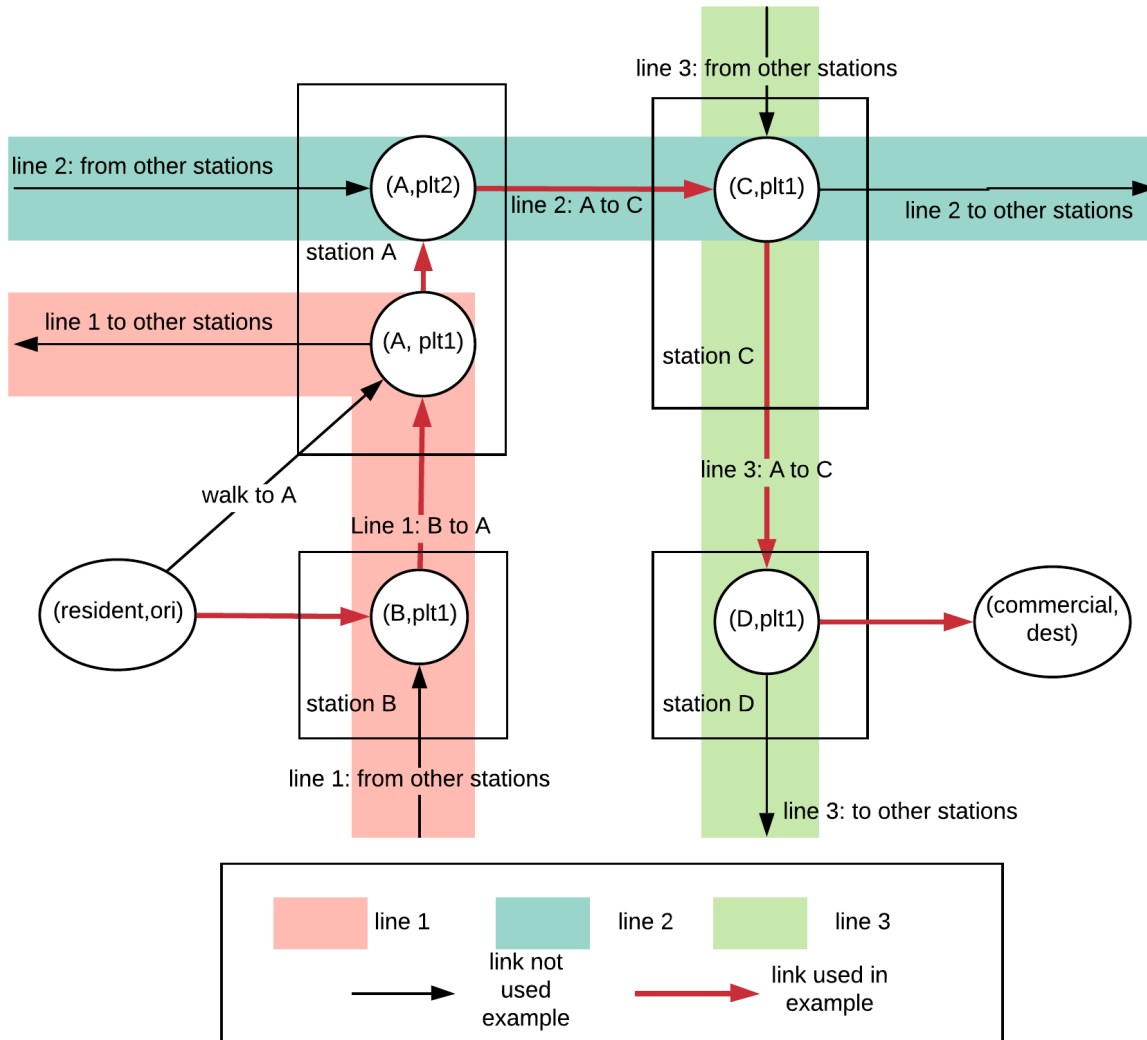 line 3: from other stations
line 2: from other stations
(A,plt2)
(C,plt1)
line 2: A to C
line 2 to other stations
station A
line 1 to other stations
(A, plt1)
station C
line 3: A to C
walk to A
Line 1: B to A
(resident,ori)
(B,plt1)
(D,plt1)
(commercial,
dest)
station B
station D
line 1: from other stations
line 3: to other stations
line 1
line 2
line 3
link not
used
example
link used in
example